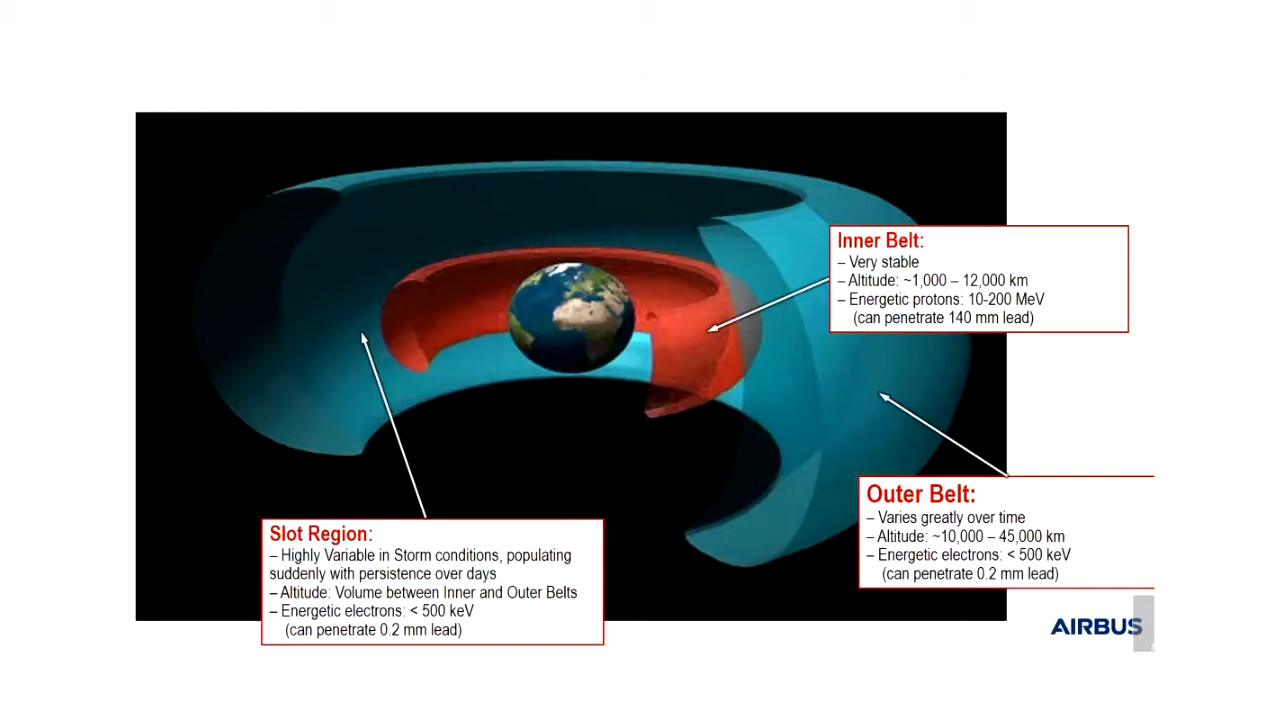 Inner Belt:
– Very stable
– Altitude: ~1,000 – 12,000 km
– Energetic protons: 10-200 MeV
(can penetrate 140 mm lead)
Outer Belt:
– Varies greatly over time
– Altitude: ~10,000 – 45,000 km
– Energetic electrons: < 500 keV
(can penetrate 0.2 mm lead)
Slot Region:
– Highly Variable in Storm conditions, populating
suddenly with persistence over days
– Altitude: Volume between Inner and Outer Belts
– Energetic electrons: < 500 keV
(can penetrate 0.2 mm lead)
AIRBUS